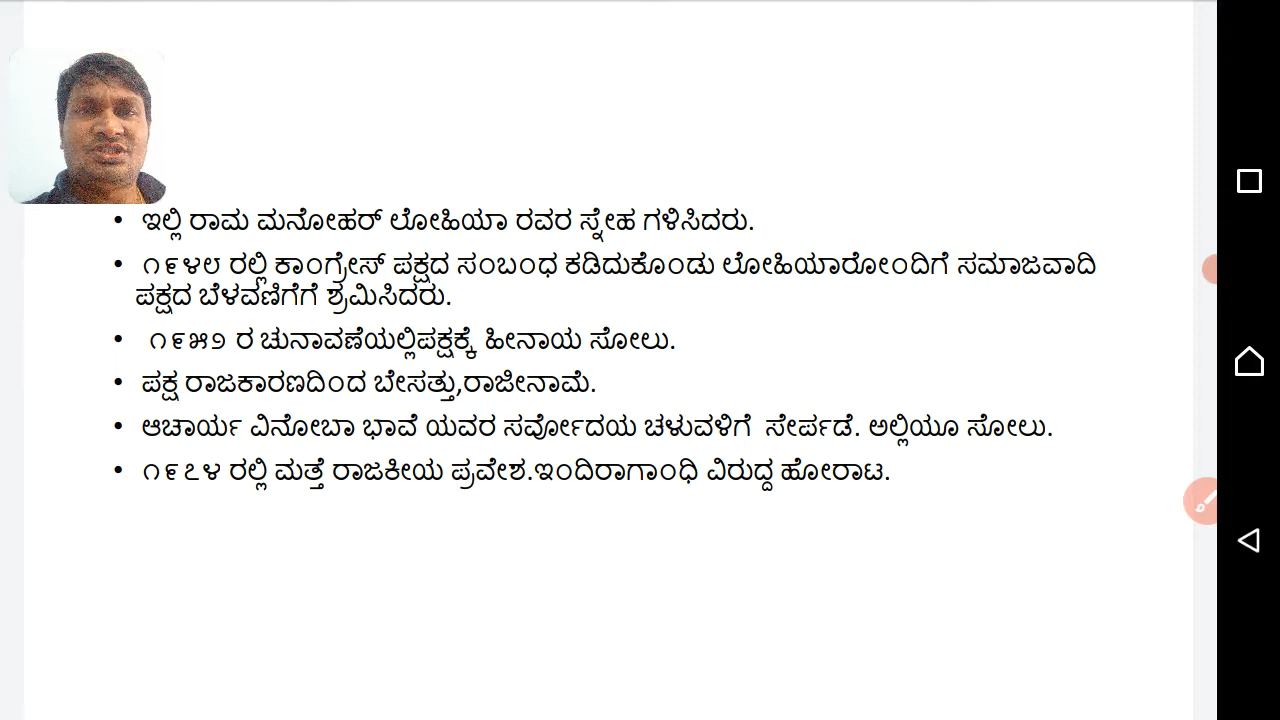 • ಇಲ್ಲಿ ರಾಮ ಮನೋಹರ್ ಲೋಹಿಯಾ ರವರ ಸ್ನೇಹ ಗಳಿಸಿದರು.
• ೧೯೪೮ ರಲ್ಲಿ ಕಾಂಗ್ರೇಸ್ ಪಕ್ಷದ ಸಂಬಂಧ ಕಡಿದುಕೊಂಡು ಲೋಹಿಯಾರೋಂದಿಗೆ ಸಮಾಜವಾದಿ
ಪಕ್ಷದ ಬೆಳವಣಿಗೆಗೆ ಶ್ರಮಿಸಿದರು.
• ೧೯೫೨ ರ ಚುನಾವಣೆಯಲ್ಲಿಪಕ್ಷಕ್ಕೆ ಹೀನಾಯ ಸೋಲು.
• ಪಕ್ಷ ರಾಜಕಾರಣದಿಂದ ಬೇಸತ್ತು,ರಾಜೀನಾಮೆ.
• ಆಚಾರ್ಯ ವಿನೋಬಾ ಭಾವೆ ಯವರ ಸರ್ವೋದಯ ಚಳುವಳಿಗೆ ಸೇರ್ಪಡೆ. ಅಲ್ಲಿಯೂ ಸೋಲು.
• ೧೯೭೪ ರಲ್ಲಿ ಮತ್ತೆ ರಾಜಕೀಯ ಪ್ರವೇಶ.ಇಂದಿರಾಗಾಂಧಿ ವಿರುದ್ದ ಹೋರಾಟ.